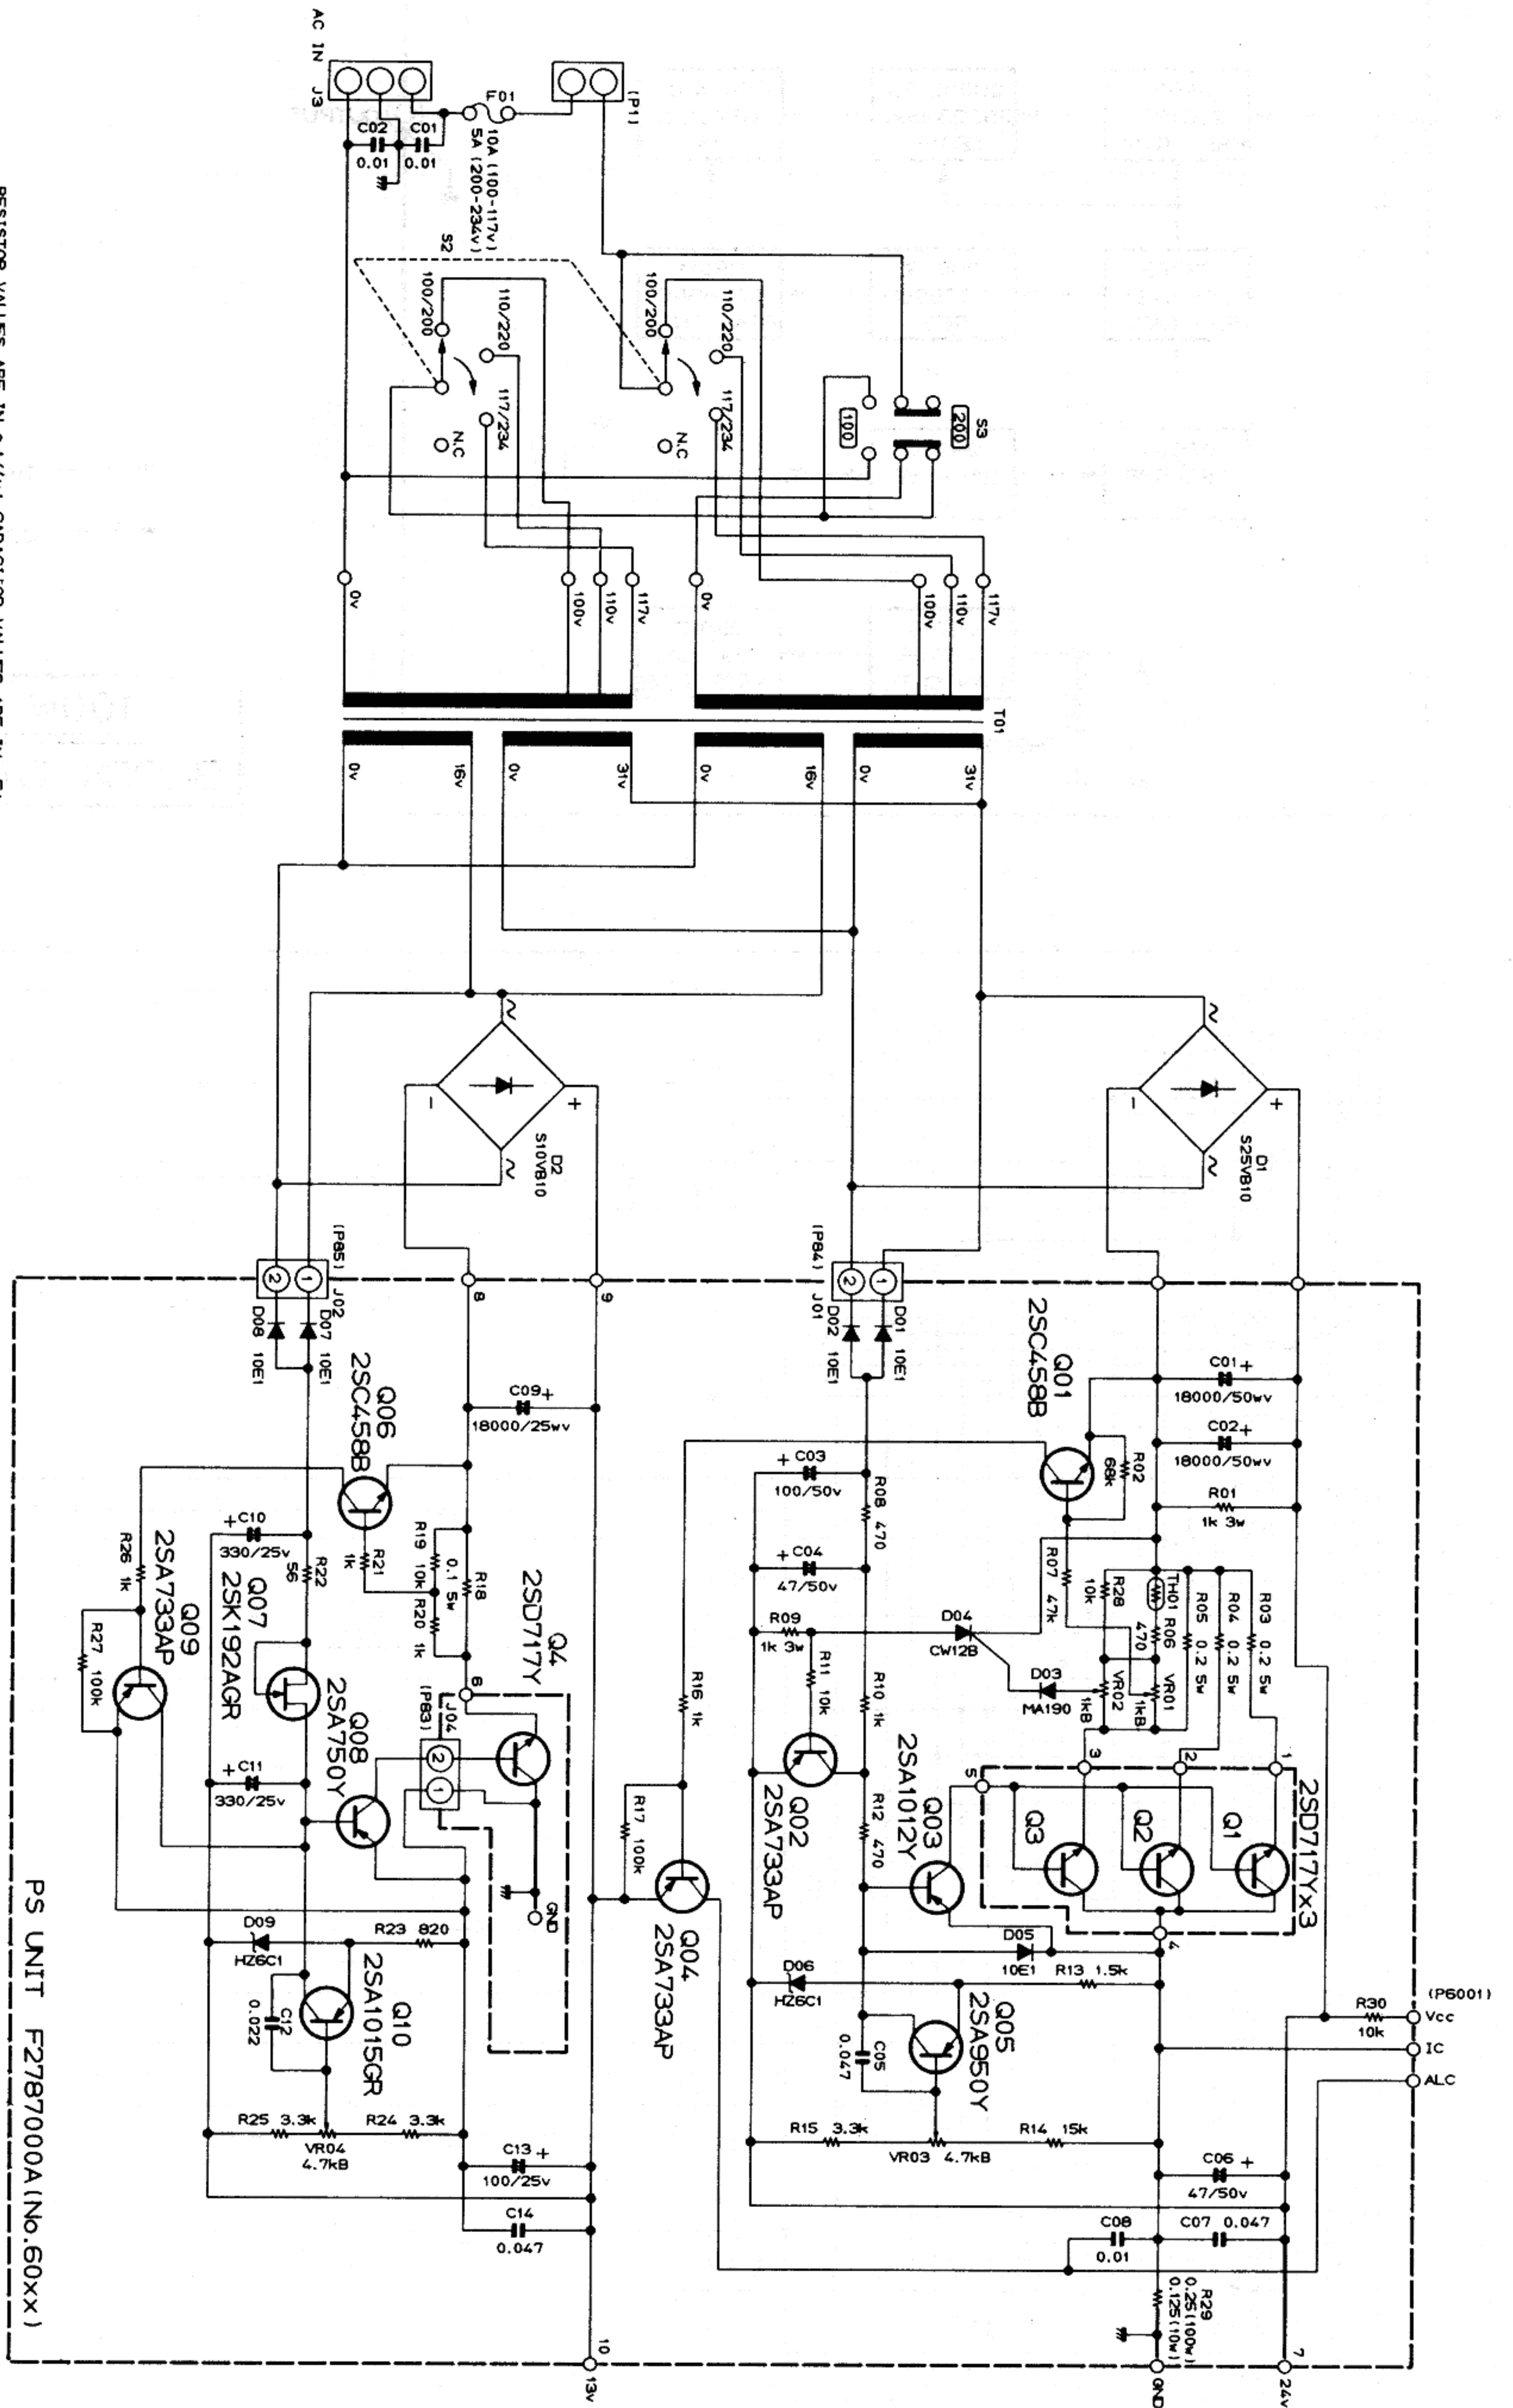 AC IN
J3
(P1)
F01
10A (100-117v)
5A (200-234v)
C02
0.01
C01
0.01
S2
100/200
110/220
117/234
N.C
100/200
110/220
117/234
N.C
S3
200
100
0v
100v
110v
117v
0v
100v
110v
117v
T01
0v
16v
0v
31v
0v
16v
0v
31v
D1
S25VB10
+
−
~
~
D2
S10VB10
+
−
~
~
(P84)
J01
1
2
D01 10E1
D02 10E1
(P85)
J02
1
2
D07 10E1
D08 10E1
8
9
C01 +
18000/50wv
C02 +
18000/50wv
R01
1k 3w
Q01
2SC458B
R02
68k
R03 0.2 5w
R04 0.2 5w
R05 0.2 5w
TH01
R06
470
VR01
1kB
R28
10k
VR02
1kB
R07 47k
D03
MA190
D04
CW12B
+ C03
100/50v
R08 470
+ C04
47/50v
R09
1k 3w
R10 1k
R11 10k
Q02
2SA733AP
R12 470
Q03
2SA1012Y
2SD717Y×3
Q1
Q2
Q3
1
2
3
4
5
D05
10E1
R13 1.5k
D06
HZ6C1
Q05
2SA950Y
C05
0.047
R14 15k
R15 3.3k
VR03 4.7kB
R16 1k
R17 100k
Q04
2SA733AP
C06 +
47/50v
C07 0.047
C08
0.01
R29
0.25(100w)
0.125(10w)
(P6001)
R30
10k
Vcc
IC
ALC
7
24v
GND
C09+
18000/25wv
Q06
2SC458B
R18
0.1 5w
R19 10k
R20 1k
R21
1k
Q4
2SD717Y
6
J04
(P83)
2
1
GND
+C10
330/25v
R22
56
Q07
2SK192AGR
Q08
2SA750Y
Q09
2SA733AP
R26 1k
R27 100k
+C11
330/25v
D09
HZ6C1
R23 820
Q10
2SA1015GR
C12
0.022
R25 3.3k
R24 3.3k
VR04
4.7kB
C13 +
100/25v
C14
0.047
10
13v
PS UNIT F2787000A(No.60××)